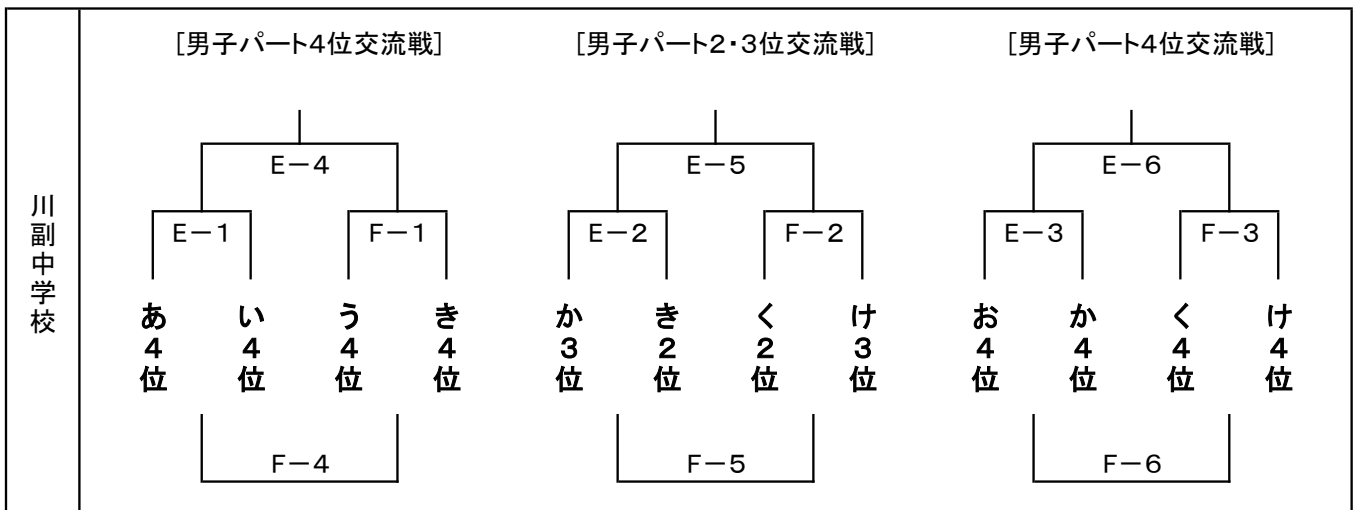 川副中学校
[男子パート4位交流戦]
[男子パート2・3位交流戦]
[男子パート4位交流戦]
E-4
E-5
E-6
E-1
F-1
E-2
F-2
E-3
F-3
あ4位
い4位
う4位
き4位
か3位
き2位
く2位
け3位
お4位
か4位
く4位
け4位
F-4
F-5
F-6